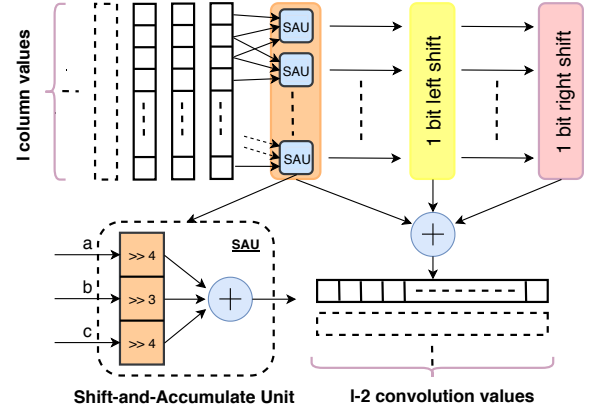 I column values
SAU
SAU
SAU
1 bit left shift
1 bit right shift
SAU
a
>> 4
b
>> 3
c
>> 4
Shift-and-Accumulate Unit
I-2 convolution values